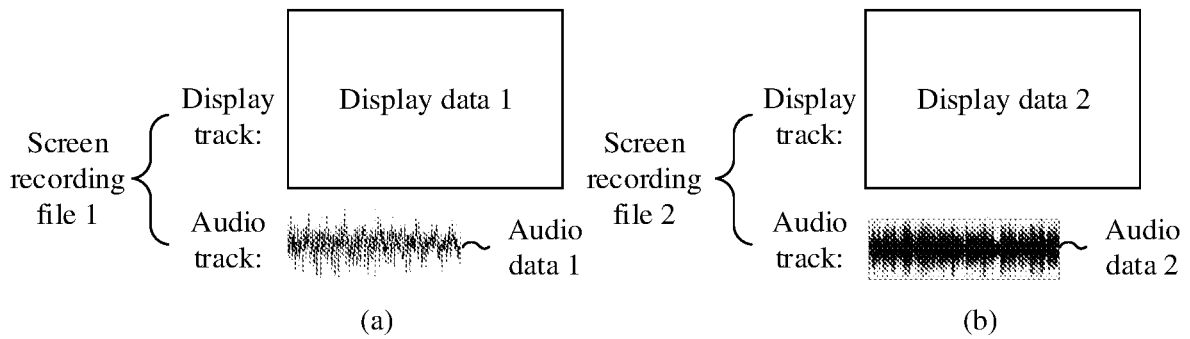 Screen
recording
file 1
Display
track:
Display data 1
Audio
track:
Audio
data 1
(a)
Screen
recording
file 2
Display
track:
Display data 2
Audio
track:
Audio
data 2
(b)